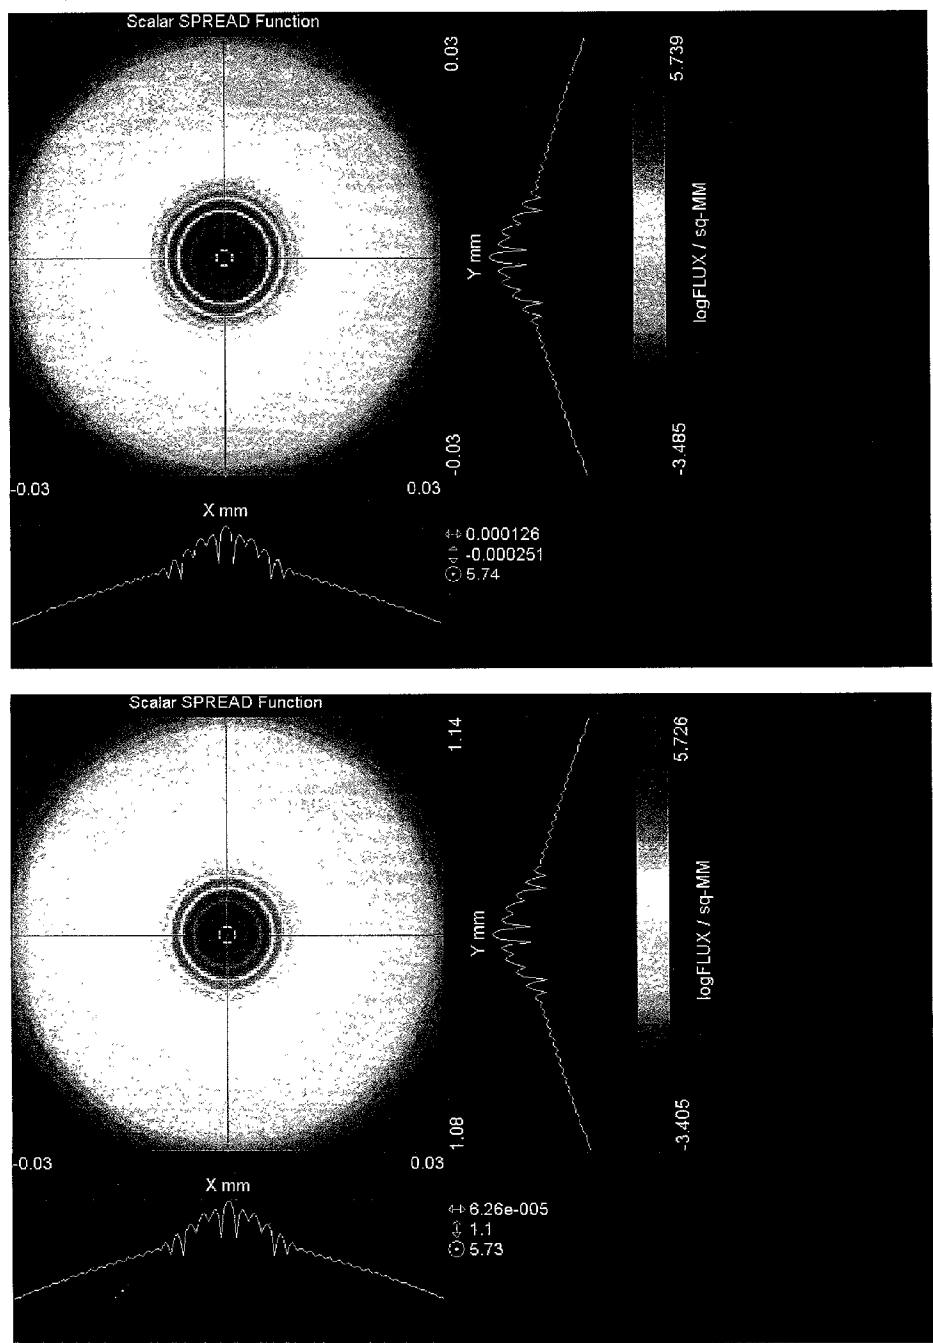 Scalar SPREAD Function
0.03
5.739
Y mm
logFLUX / sq-MM
-0.03
-3.485
-0.03
0.03
X mm
0.000126
-0.000251
5.74
Scalar SPREAD Function
1.14
5.726
Y mm
logFLUX / sq-MM
1.08
-3.405
-0.03
0.03
X mm
6.26e-005
1.1
5.73